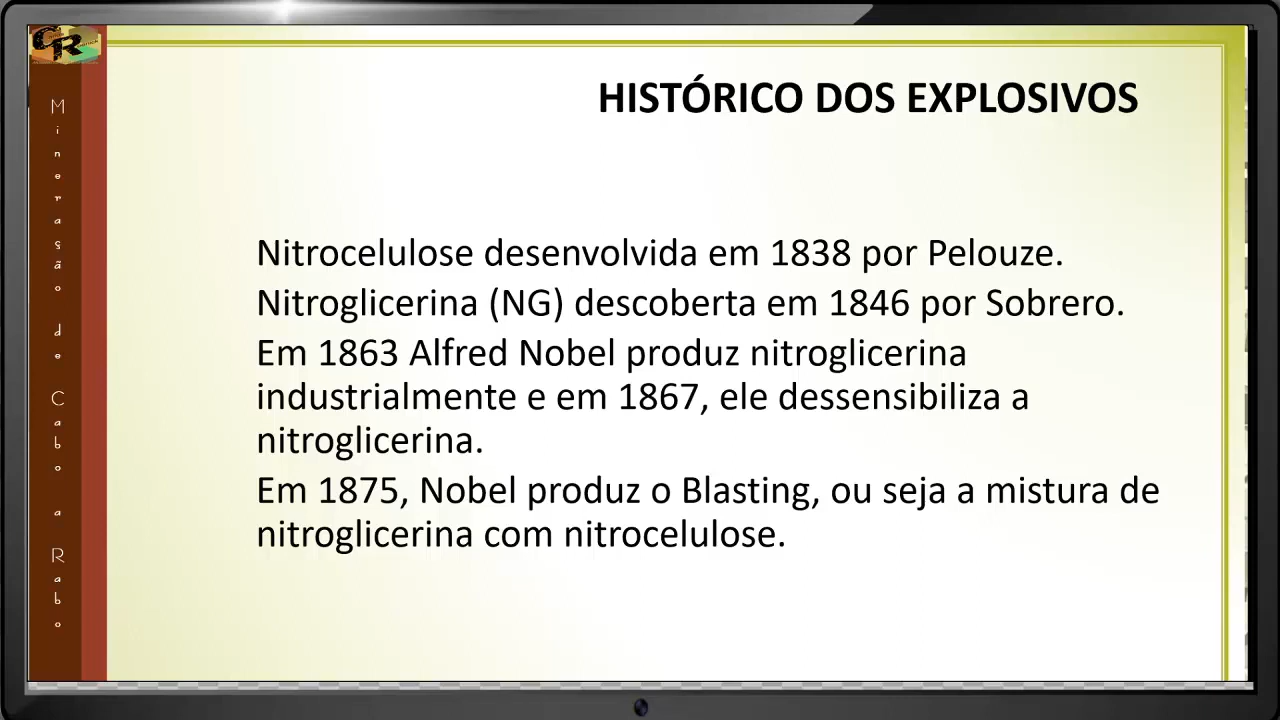 CR
Mineração de Cabo a Rabo
HISTÓRICO DOS EXPLOSIVOS
Nitrocelulose desenvolvida em 1838 por Pelouze.
Nitroglicerina (NG) descoberta em 1846 por Sobrero.
Em 1863 Alfred Nobel produz nitroglicerina
industrialmente e em 1867, ele dessensibiliza a
nitroglicerina.
Em 1875, Nobel produz o Blasting, ou seja a mistura de
nitroglicerina com nitrocelulose.